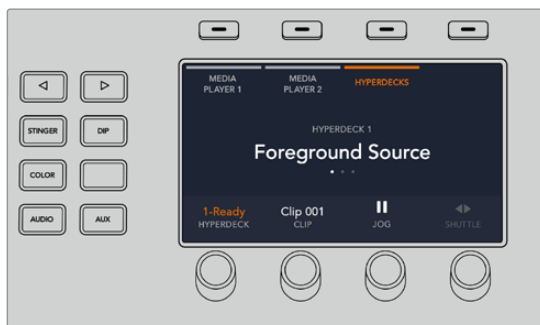 MEDIA
PLAYER 1
MEDIA
PLAYER 2
HYPERDECKS
STINGER
DIP
HYPERDECK 1
Foreground Source
COLOR
AUDIO
AUX
1-Ready
HYPERDECK
Clip 001
CLIP
JOG
SHUTTLE